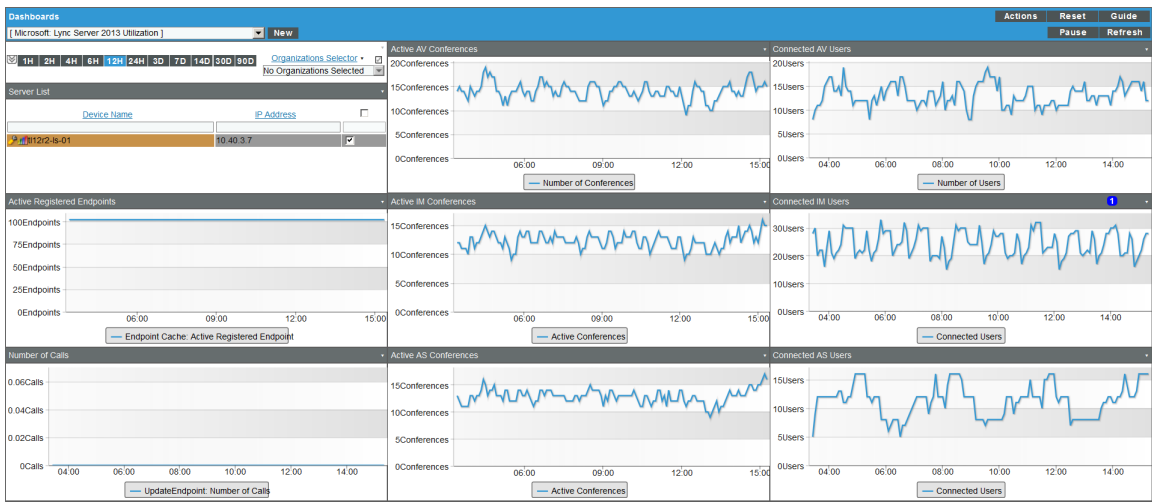 Dashboards
Actions Reset Guide
[ Microsoft: Lync Server 2013 Utilization ] New
Pause Refresh
1H 2H 4H 6H 12H 24H 3D 7D 14D 30D 90D
Organizations Selector
No Organizations Selected
Server List
Device Name IP Address
tl12r2-ls-01 10.40.3.7
Active AV Conferences
20Conferences
15Conferences
10Conferences
5Conferences
0Conferences
06:00 09:00 12:00 15:00
Number of Conferences
Connected AV Users
20Users
15Users
10Users
5Users
0Users
04:00 06:00 08:00 10:00 12:00 14:00
Number of Users
Active Registered Endpoints
100Endpoints
75Endpoints
50Endpoints
25Endpoints
0Endpoints
06:00 09:00 12:00 15:00
Endpoint Cache: Active Registered Endpoint
Active IM Conferences
15Conferences
10Conferences
5Conferences
0Conferences
06:00 09:00 12:00 15:00
Active Conferences
Connected IM Users
1
30Users
20Users
10Users
0Users
04:00 06:00 08:00 10:00 12:00 14:00
Connected Users
Number of Calls
0.06Calls
0.04Calls
0.02Calls
0Calls
04:00 06:00 08:00 10:00 12:00 14:00
UpdateEndpoint: Number of Calls
Active AS Conferences
15Conferences
10Conferences
5Conferences
0Conferences
06:00 09:00 12:00 15:00
Active Conferences
Connected AS Users
15Users
10Users
5Users
0Users
04:00 06:00 08:00 10:00 12:00 14:00
Connected Users